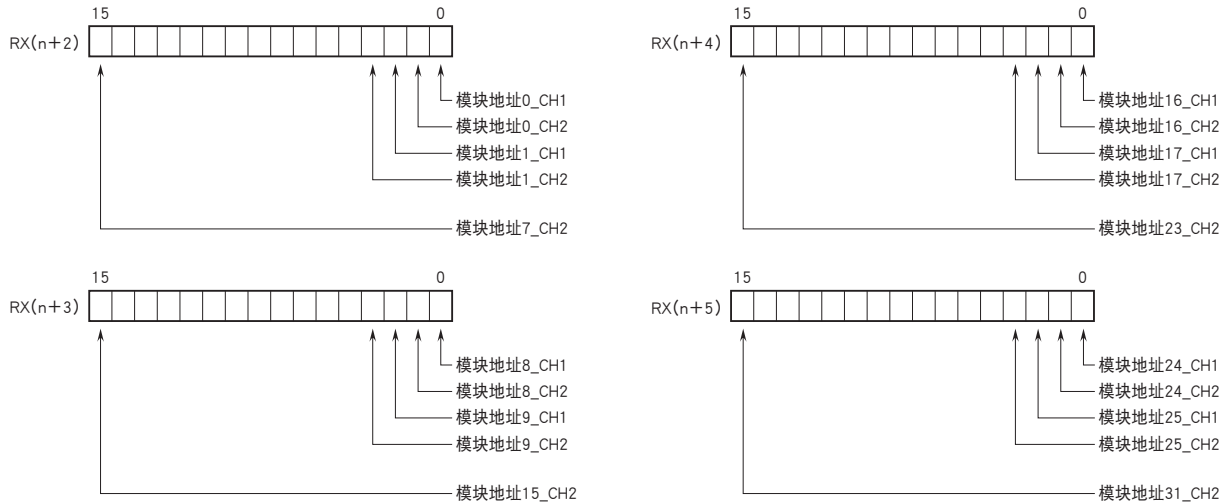 15 0
RX(n+2)
模块地址0_CH1
模块地址0_CH2
模块地址1_CH1
模块地址1_CH2
模块地址7_CH2
15 0
RX(n+4)
模块地址16_CH1
模块地址16_CH2
模块地址17_CH1
模块地址17_CH2
模块地址23_CH2
15 0
RX(n+3)
模块地址8_CH1
模块地址8_CH2
模块地址9_CH1
模块地址9_CH2
模块地址15_CH2
15 0
RX(n+5)
模块地址24_CH1
模块地址24_CH2
模块地址25_CH1
模块地址25_CH2
模块地址31_CH2